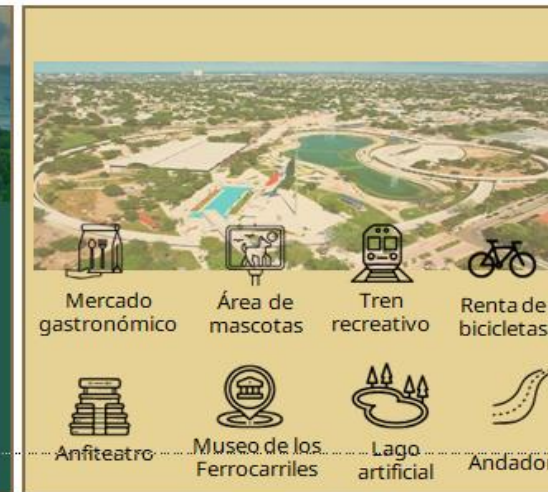 Mercado
gastronómico
Área de
mascotas
Tren
recreativo
Renta de
bicicletas
Anfiteatro
Museo de los
Ferrocarriles
Lago
artificial
Andador